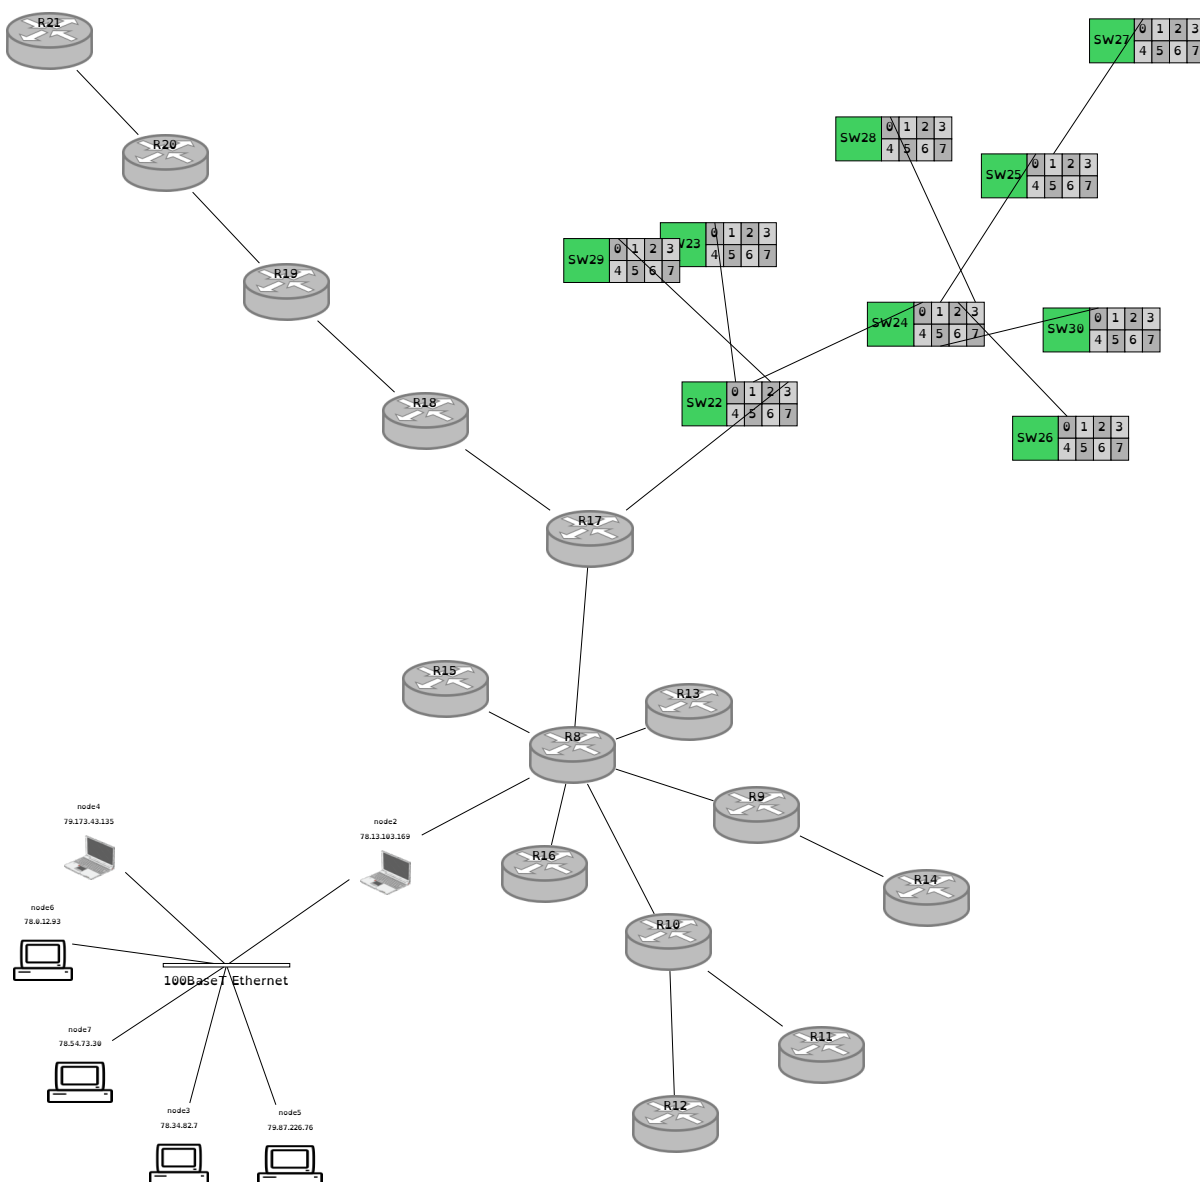 R21
SW27 0 1 2 3
4 5 6 7
SW28 0 1 2 3
4 5 6 7
R20
SW25 0 1 2 3
4 5 6 7
0 1 2 3
4 7
SW29 0 1 2 3
4 5 6 7
R19
SW24 0 1 2 3
4 5 6 7
SW30 0 1 2 3
4 5 6 7
SW22 0 1 2 3
4 5 6 7
R18
SW26 0 1 2 3
4 5 6 7
R17
R15
R13
R8
R9
node4
79.173.43.135
node2
78.13.103.169
R16
R14
node6
78.0.12.93
R10
100BaseT Ethernet
node7
78.54.73.30
R11
R12
node3
78.34.82.7
node5
79.87.226.76